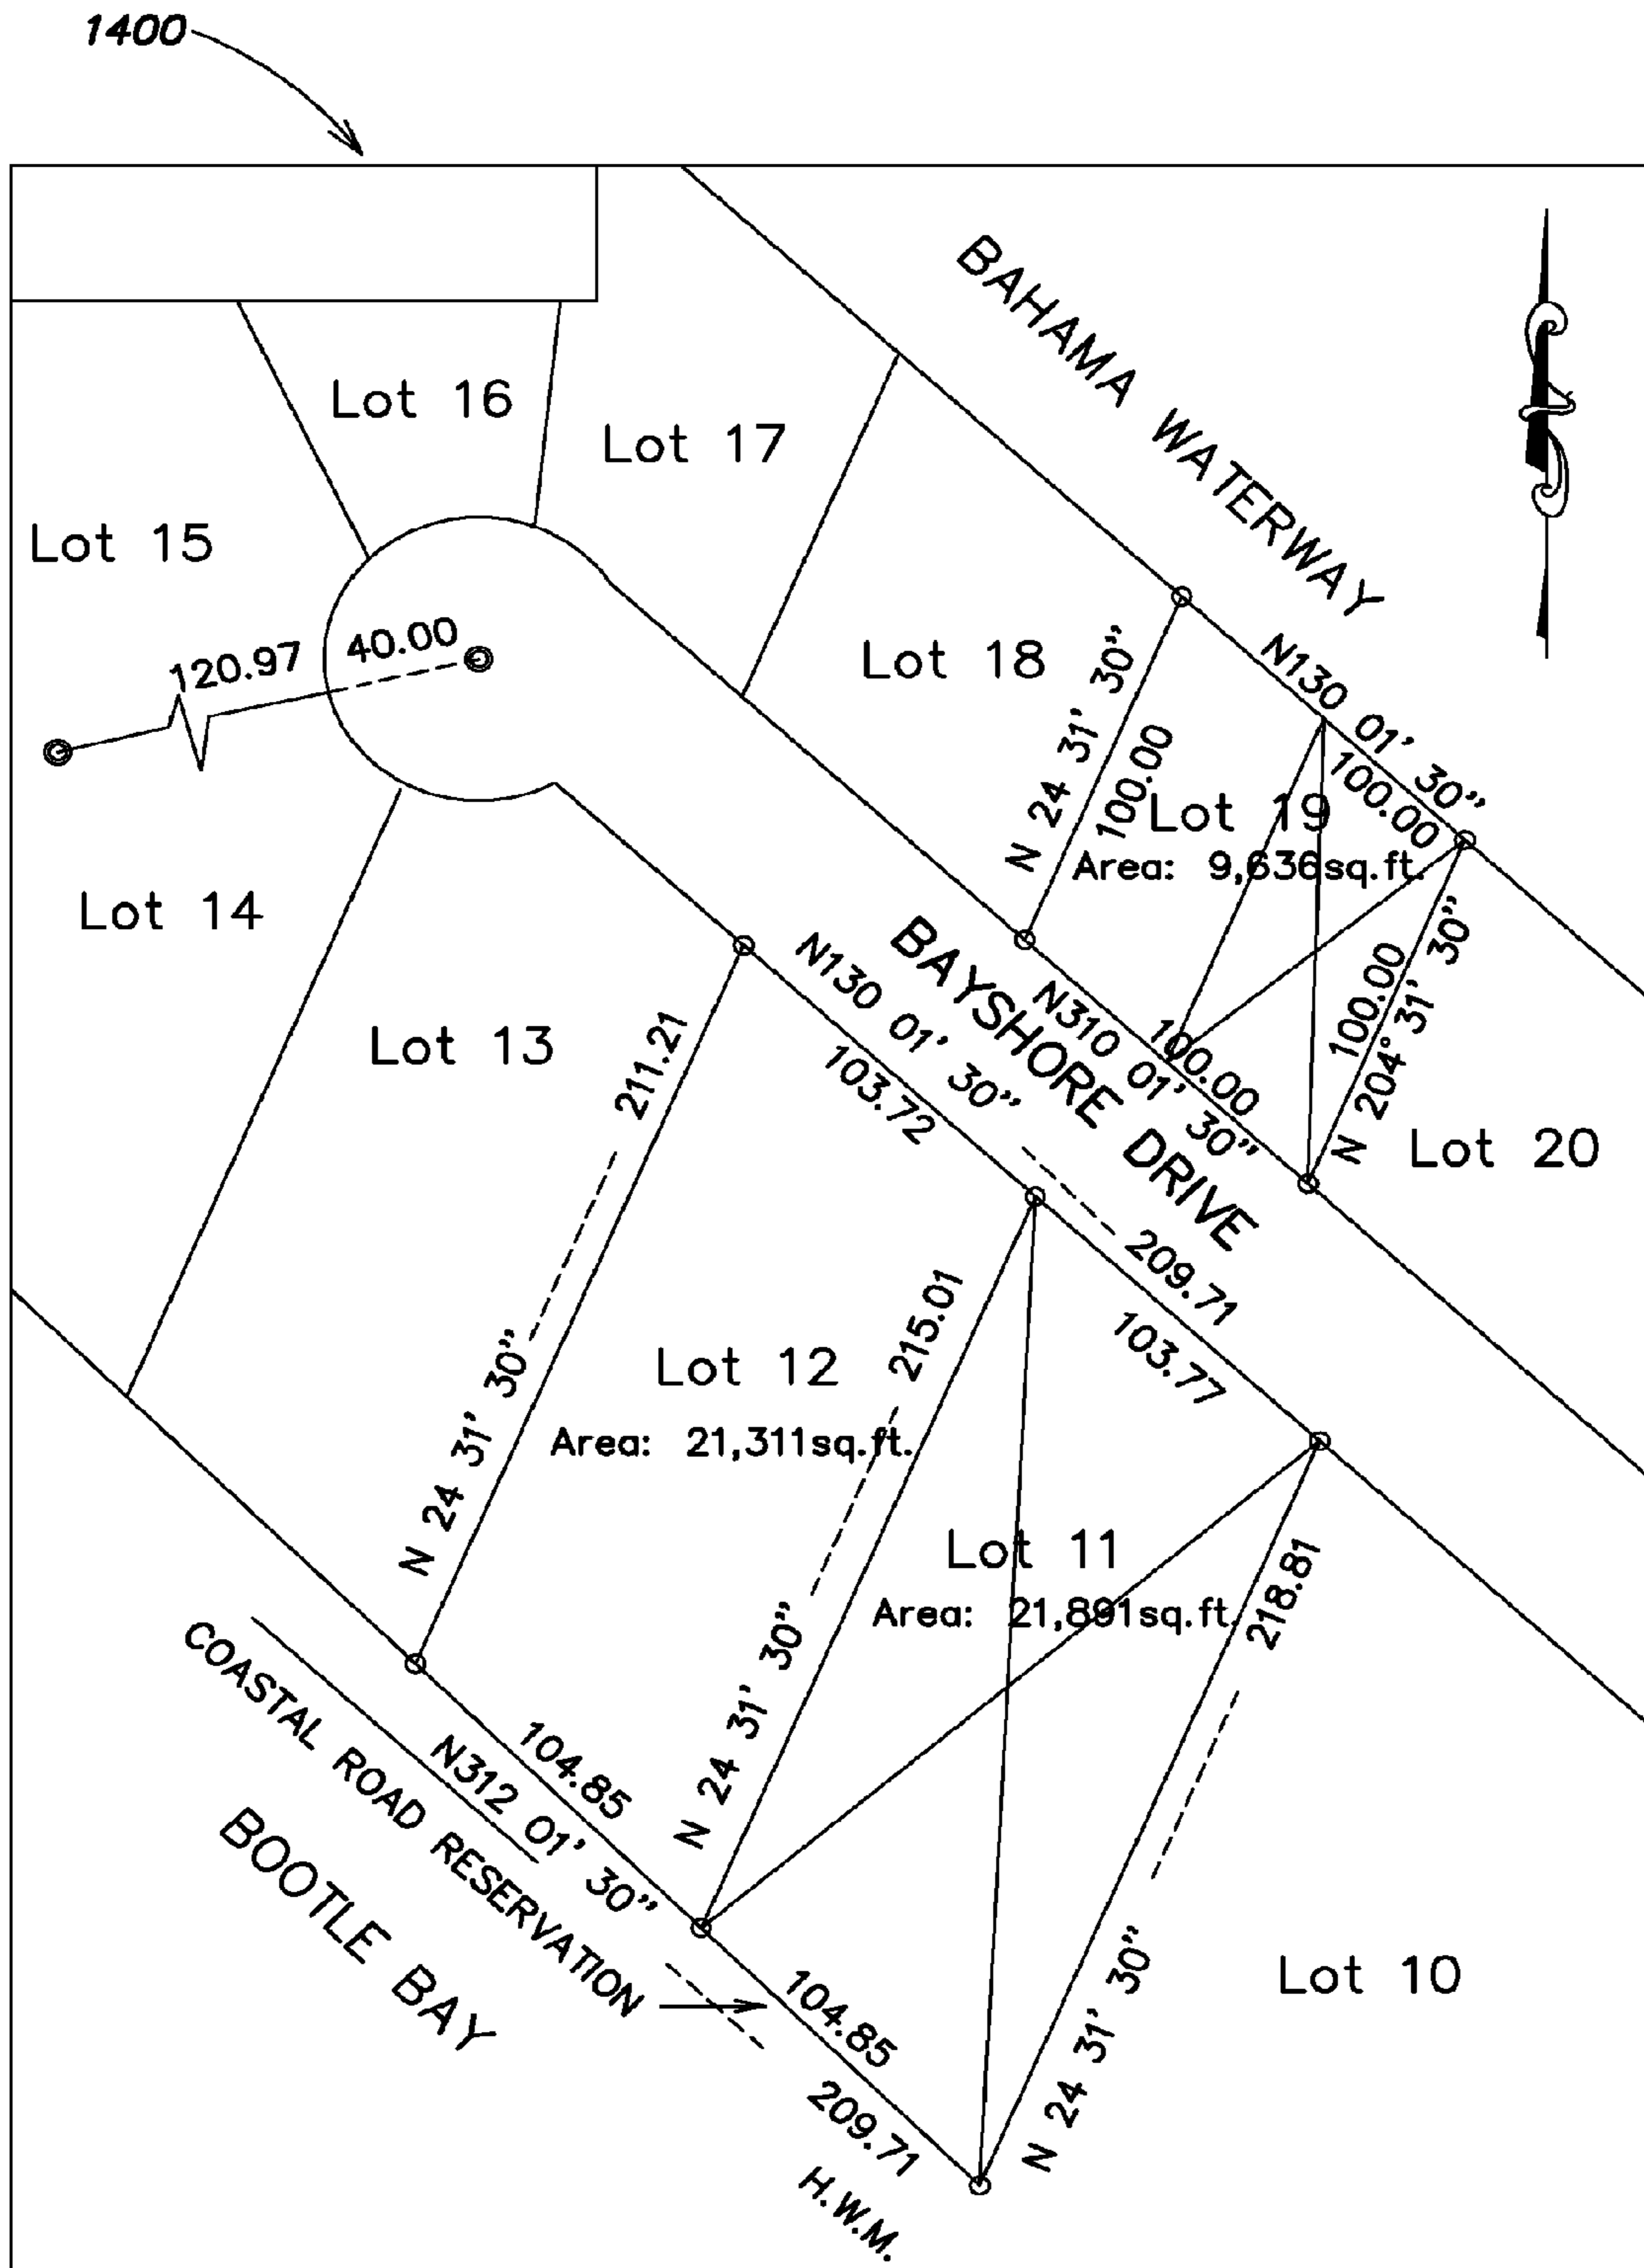 1400
BAHAMA WATERWAY
Lot 16
Lot 17
Lot 15
120.97
40.00
Lot 18
N 24 31' 30"
100.00
N130 01' 30"
100.00
Lot 19
Area: 9,636sq.ft.
Lot 14
BAYSHORE DRIVE
N310 01' 30"
100.00
100.00
N 204° 31' 30"
Lot 20
Lot 13
211.21
N 24 31' 30"
N130 01' 30"
103.72
209.71
103.77
Lot 12
Area: 21,311sq.ft.
215.01
N 24 31' 30"
Lot 11
Area: 21,891sq.ft.
218.81
N 24 31' 30"
COASTAL ROAD RESERVATION
N312 01' 30"
104.85
BOOTLE BAY
104.85
209.71
H.W.M.
Lot 10